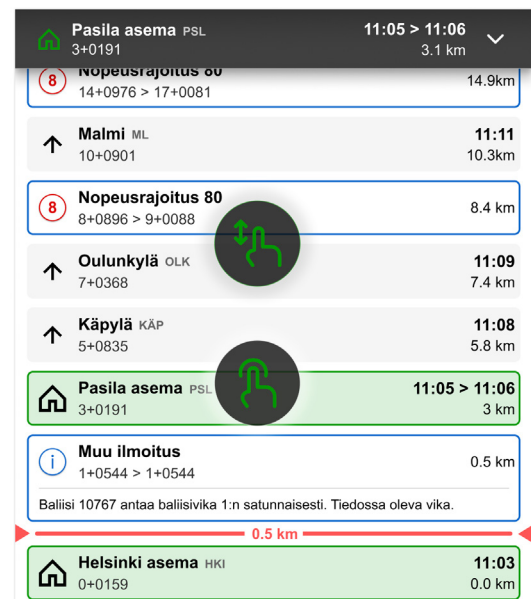 Pasila asema PSL 11:05 > 11:06
3+0191 3.1 km
8 Nopeusrajoitus 80 14.9km
14+0976 > 17+0081
Malmi ML 11:11
10+0901 10.3km
8 Nopeusrajoitus 80 8.4 km
8+0896 > 9+0088
Oulunkylä OLK 11:09
7+0368 7.4 km
Käpylä KÄP 11:08
5+0835 5.8 km
Pasila asema PSL 11:05 > 11:06
3+0191 3 km
i Muu ilmoitus 0.5 km
1+0544 > 1+0544
Baliisi 10767 antaa baliisivika 1:n satunnaisesti. Tiedossa oleva vika.
0.5 km
Helsinki asema HKI 11:03
0+0159 0.0 km